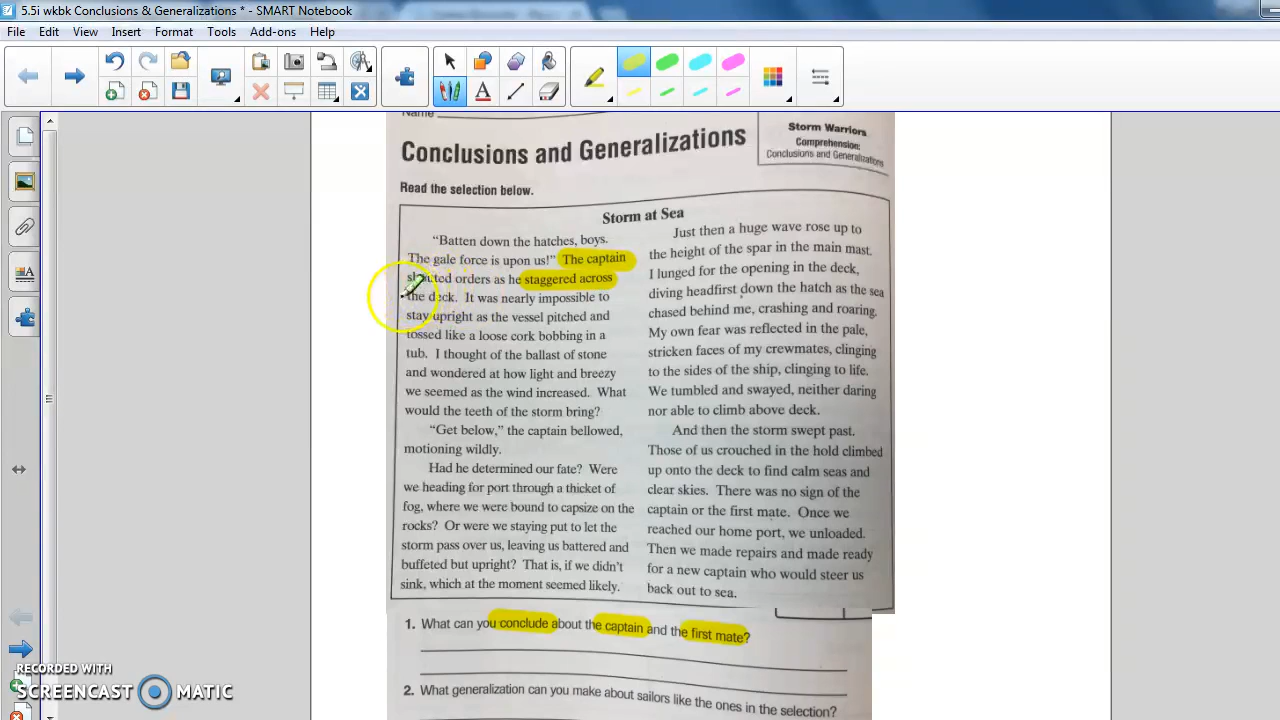 5.5i wkbk Conclusions & Generalizations * - SMART Notebook
File Edit View Insert Format Tools Add-ons Help
Name
Conclusions and Generalizations
Storm Warriors
Comprehension:
Conclusions and Generalizations
Read the selection below.
Storm at Sea
“Batten down the hatches, boys.
The gale force is upon us!” The captain
shouted orders as he staggered across
the deck. It was nearly impossible to
stay upright as the vessel pitched and
tossed like a loose cork bobbing in a
tub. I thought of the ballast of stone
and wondered at how light and breezy
we seemed as the wind increased. What
would the teeth of the storm bring?
“Get below,” the captain bellowed,
motioning wildly.
Had he determined our fate? Were
we heading for port through a thicket of
fog, where we were bound to capsize on the
rocks? Or were we staying put to let the
storm pass over us, leaving us battered and
buffeted but upright? That is, if we didn’t
sink, which at the moment seemed likely.
Just then a huge wave rose up to
the height of the spar in the main mast.
I lunged for the opening in the deck,
diving headfirst down the hatch as the sea
chased behind me, crashing and roaring.
My own fear was reflected in the pale,
stricken faces of my crewmates, clinging
to the sides of the ship, clinging to life.
We tumbled and swayed, neither daring
nor able to climb above deck.
And then the storm swept past.
Those of us crouched in the hold climbed
up onto the deck to find calm seas and
clear skies. There was no sign of the
captain or the first mate. Once we
reached our home port, we unloaded.
Then we made repairs and made ready
for a new captain who would steer us
back out to sea.
1. What can you conclude about the captain and the first mate?
2. What generalization can you make about sailors like the ones in the selection?
RECORDED WITH
SCREENCAST MATIC